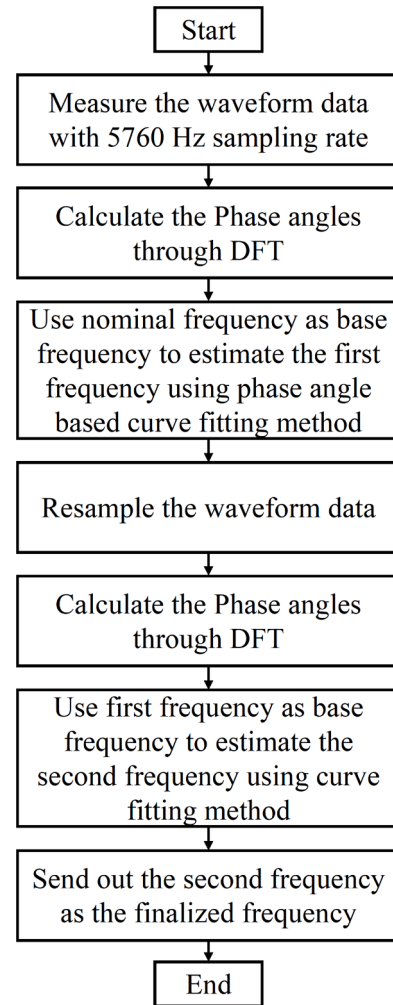 Start
Measure the waveform data
with 5760 Hz sampling rate
Calculate the Phase angles
through DFT
Use nominal frequency as base
frequency to estimate the first
frequency using phase angle
based curve fitting method
Resample the waveform data
Calculate the Phase angles
through DFT
Use first frequency as base
frequency to estimate the
second frequency using curve
fitting method
Send out the second frequency
as the finalized frequency
End